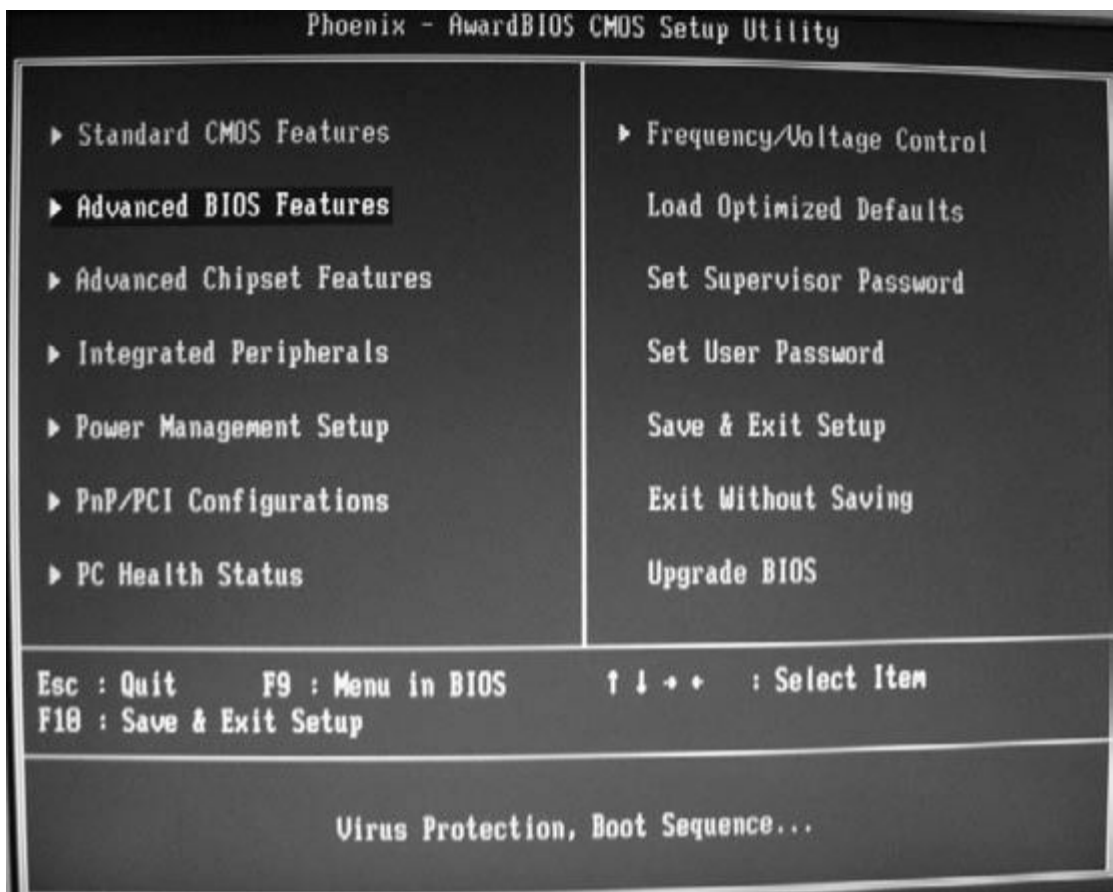 Phoenix - AwardBIOS CMOS Setup Utility
▶ Standard CMOS Features
▶ Advanced BIOS Features
▶ Advanced Chipset Features
▶ Integrated Peripherals
▶ Power Management Setup
▶ PnP/PCI Configurations
▶ PC Health Status
▶ Frequency/Voltage Control
Load Optimized Defaults
Set Supervisor Password
Set User Password
Save & Exit Setup
Exit Without Saving
Upgrade BIOS
Esc : Quit F9 : Menu in BIOS ↑ ↓ → ← : Select Item
F10 : Save & Exit Setup
Virus Protection, Boot Sequence...